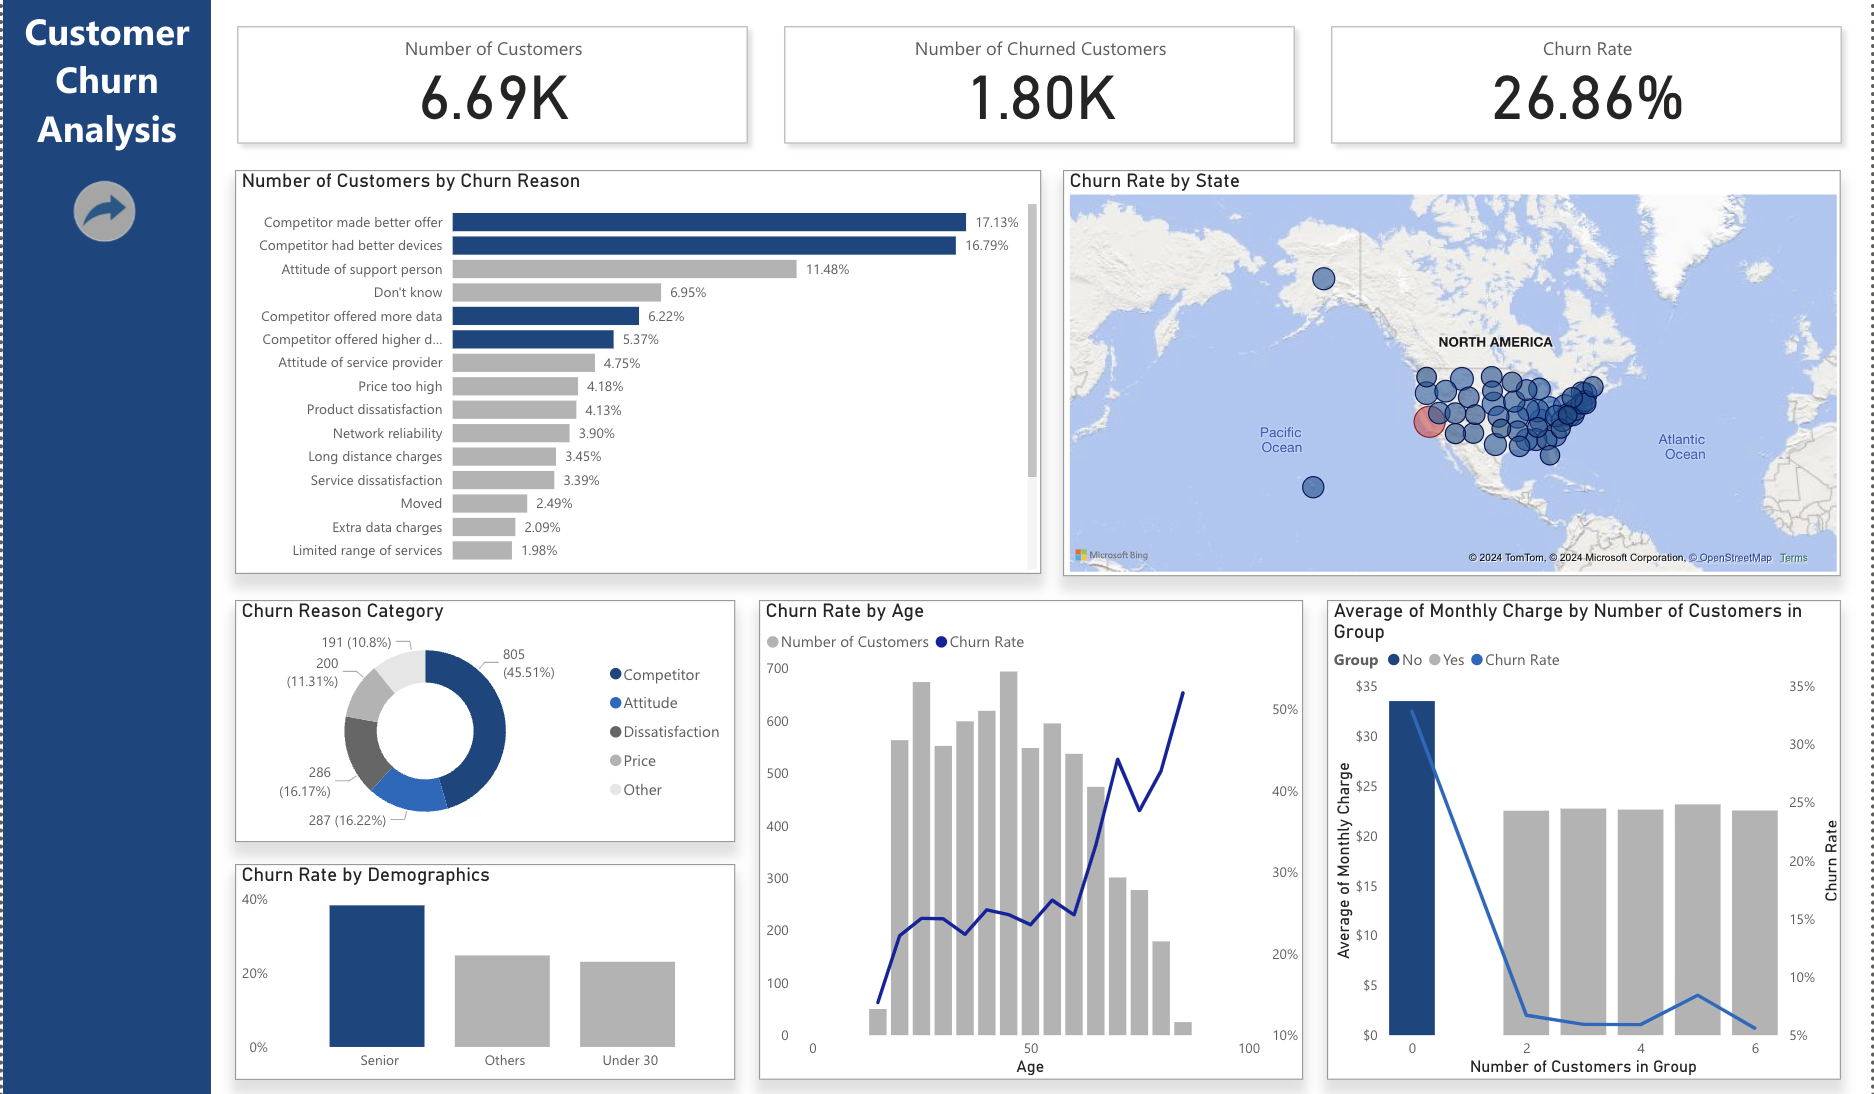 Customer
Churn
Analysis
Number of Customers
6.69K
Number of Churned Customers
1.80K
Churn Rate
26.86%
Number of Customers by Churn Reason
Competitor made better offer 17.13%
Competitor had better devices 16.79%
Attitude of support person 11.48%
Don't know 6.95%
Competitor offered more data 6.22%
Competitor offered higher d... 5.37%
Attitude of service provider 4.75%
Price too high 4.18%
Product dissatisfaction 4.13%
Network reliability 3.90%
Long distance charges 3.45%
Service dissatisfaction 3.39%
Moved 2.49%
Extra data charges 2.09%
Limited range of services 1.98%
Churn Rate by State
NORTH AMERICA
Pacific
Ocean
Atlantic
Ocean
Microsoft Bing
© 2024 TomTom, © 2024 Microsoft Corporation, © OpenStreetMap Terms
Churn Reason Category
191 (10.8%)
200
(11.31%)
805
(45.51%)
286
(16.17%)
287 (16.22%)
Competitor
Attitude
Dissatisfaction
Price
Other
Churn Rate by Demographics
40%
20%
0%
Senior Others Under 30
Churn Rate by Age
Number of Customers Churn Rate
700
600
500
400
300
200
100
0
50%
40%
30%
20%
10%
0 50 100
Age
Average of Monthly Charge by Number of Customers in
Group
Group No Yes Churn Rate
$35
$30
$25
$20
$15
$10
$5
$0
Average of Monthly Charge
35%
30%
25%
20%
15%
10%
5%
Churn Rate
0 2 4 6
Number of Customers in Group